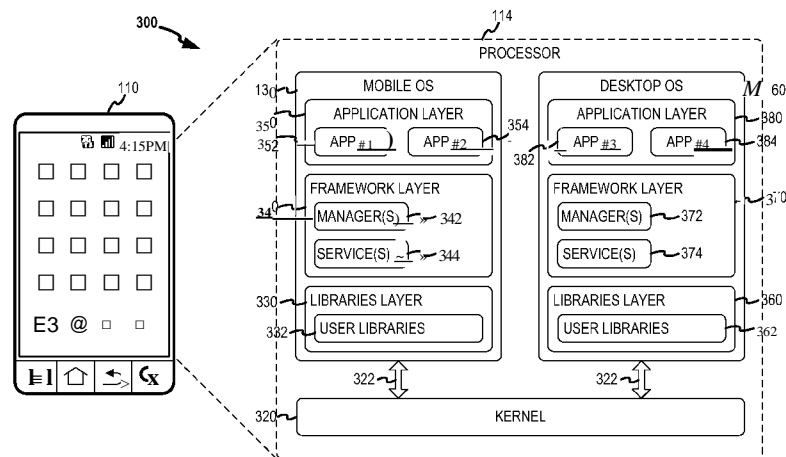 300
114
PROCESSOR
110
130
MOBILE OS
DESKTOP OS
M 60
350
APPLICATION LAYER
APPLICATION LAYER
380
352
APP #1
APP #2
354
382
APP #3
APP #4
384
4:15PM
FRAMEWORK LAYER
FRAMEWORK LAYER
340
MANAGER(S)
342
MANAGER(S)
372
SERVICE(S)
344
SERVICE(S)
374
330
LIBRARIES LAYER
LIBRARIES LAYER
360
332
USER LIBRARIES
USER LIBRARIES
362
E3 @
322
322
320
KERNEL